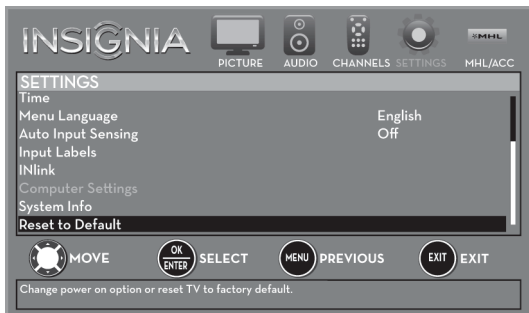 INSIGNIA
PICTURE AUDIO CHANNELS SETTINGS MHL MHL/ACC
SETTINGS
Time
Menu Language English
Auto Input Sensing Off
Input Labels
INlink
Computer Settings
System Info
Reset to Default
MOVE OK ENTER SELECT MENU PREVIOUS EXIT EXIT
Change power on option or reset TV to factory default.